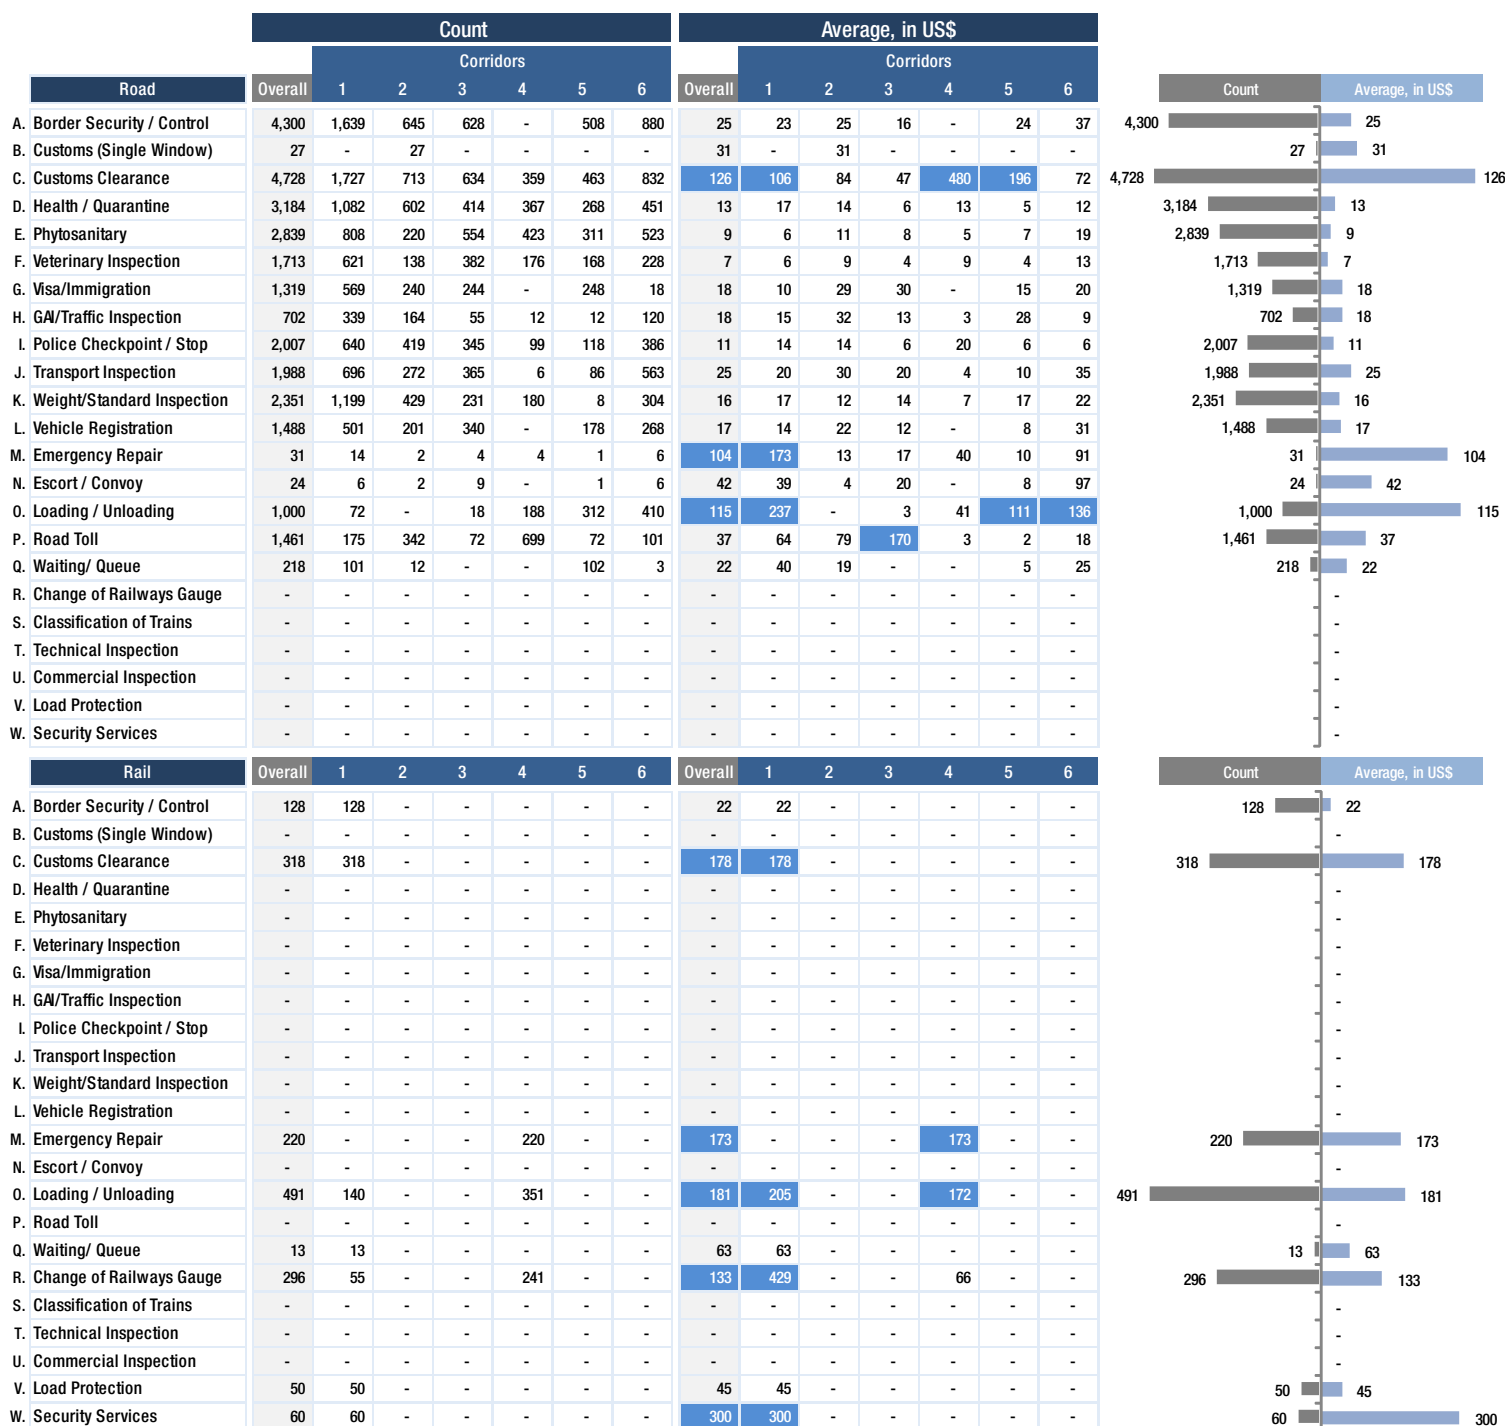 Count Average, in US$
Corridors Corridors
Road Overall 1 2 3 4 5 6 Overall 1 2 3 4 5 6 Count Average, in US$
A. Border Security / Control 4,300 1,639 645 628 - 508 880 25 23 25 16 - 24 37 4,300 25
B. Customs (Single Window) 27 - 27 - - - - 31 - 31 - - - - 27 31
C. Customs Clearance 4,728 1,727 713 634 359 463 832 126 106 84 47 480 196 72 4,728 126
D. Health / Quarantine 3,184 1,082 602 414 367 268 451 13 17 14 6 13 5 12 3,184 13
E. Phytosanitary 2,839 808 220 554 423 311 523 9 6 11 8 5 7 19 2,839 9
F. Veterinary Inspection 1,713 621 138 382 176 168 228 7 6 9 4 9 4 13 1,713 7
G. Visa/Immigration 1,319 569 240 244 - 248 18 18 10 29 30 - 15 20 1,319 18
H. GAI/Traffic Inspection 702 339 164 55 12 12 120 18 15 32 13 3 28 9 702 18
I. Police Checkpoint / Stop 2,007 640 419 345 99 118 386 11 14 14 6 20 6 6 2,007 11
J. Transport Inspection 1,988 696 272 365 6 86 563 25 20 30 20 4 10 35 1,988 25
K. Weight/Standard Inspection 2,351 1,199 429 231 180 8 304 16 17 12 14 7 17 22 2,351 16
L. Vehicle Registration 1,488 501 201 340 - 178 268 17 14 22 12 - 8 31 1,488 17
M. Emergency Repair 31 14 2 4 4 1 6 104 173 13 17 40 10 91 31 104
N. Escort / Convoy 24 6 2 9 - 1 6 42 39 4 20 - 8 97 24 42
O. Loading / Unloading 1,000 72 - 18 188 312 410 115 237 - 3 41 111 136 1,000 115
P. Road Toll 1,461 175 342 72 699 72 101 37 64 79 170 3 2 18 1,461 37
Q. Waiting/ Queue 218 101 12 - - 102 3 22 40 19 - - 5 25 218 22
R. Change of Railways Gauge - - - - - - - - - - - - - - -
S. Classification of Trains - - - - - - - - - - - - - - -
T. Technical Inspection - - - - - - - - - - - - - - -
U. Commercial Inspection - - - - - - - - - - - - - - -
V. Load Protection - - - - - - - - - - - - - - -
W. Security Services - - - - - - - - - - - - - - -
Rail Overall 1 2 3 4 5 6 Overall 1 2 3 4 5 6 Count Average, in US$
A. Border Security / Control 128 128 - - - - - 22 22 - - - - - 128 22
B. Customs (Single Window) - - - - - - - - - - - - - - -
C. Customs Clearance 318 318 - - - - - 178 178 - - - - - 318 178
D. Health / Quarantine - - - - - - - - - - - - - - -
E. Phytosanitary - - - - - - - - - - - - - - -
F. Veterinary Inspection - - - - - - - - - - - - - - -
G. Visa/Immigration - - - - - - - - - - - - - - -
H. GAI/Traffic Inspection - - - - - - - - - - - - - - -
I. Police Checkpoint / Stop - - - - - - - - - - - - - - -
J. Transport Inspection - - - - - - - - - - - - - - -
K. Weight/Standard Inspection - - - - - - - - - - - - - - -
L. Vehicle Registration - - - - - - - - - - - - - - -
M. Emergency Repair 220 - - - 220 - - 173 - - - 173 - - 220 173
N. Escort / Convoy - - - - - - - - - - - - - - -
O. Loading / Unloading 491 140 - - 351 - - 181 205 - - 172 - - 491 181
P. Road Toll - - - - - - - - - - - - - - -
Q. Waiting/ Queue 13 13 - - - - - 63 63 - - - - - 13 63
R. Change of Railways Gauge 296 55 - - 241 - - 133 429 - - 66 - - 296 133
S. Classification of Trains - - - - - - - - - - - - - - -
T. Technical Inspection - - - - - - - - - - - - - - -
U. Commercial Inspection - - - - - - - - - - - - - - -
V. Load Protection 50 50 - - - - - 45 45 - - - - - 50 45
W. Security Services 60 60 - - - - - 300 300 - - - - - 60 300